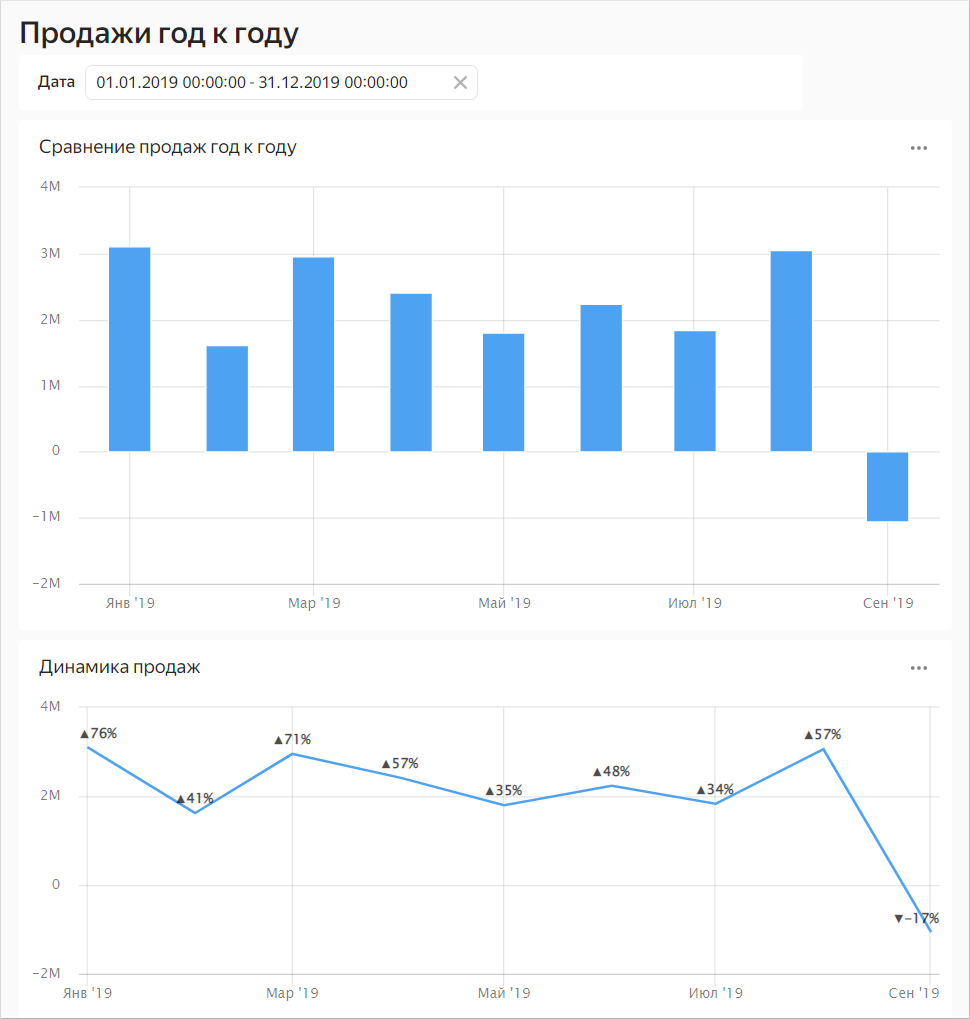 Продажи год к году
Дата 01.01.2019 00:00:00 - 31.12.2019 00:00:00
Сравнение продаж год к году
4M
3M
2M
1M
0
−1M
−2M
Янв '19 Мар '19 Май '19 Июл '19 Сен '19
Динамика продаж
4M
▲76% ▲41% ▲71% ▲57% ▲35% ▲48% ▲34% ▲57% ▼−17%
2M
0
−2M
Янв '19 Мар '19 Май '19 Июл '19 Сен '19